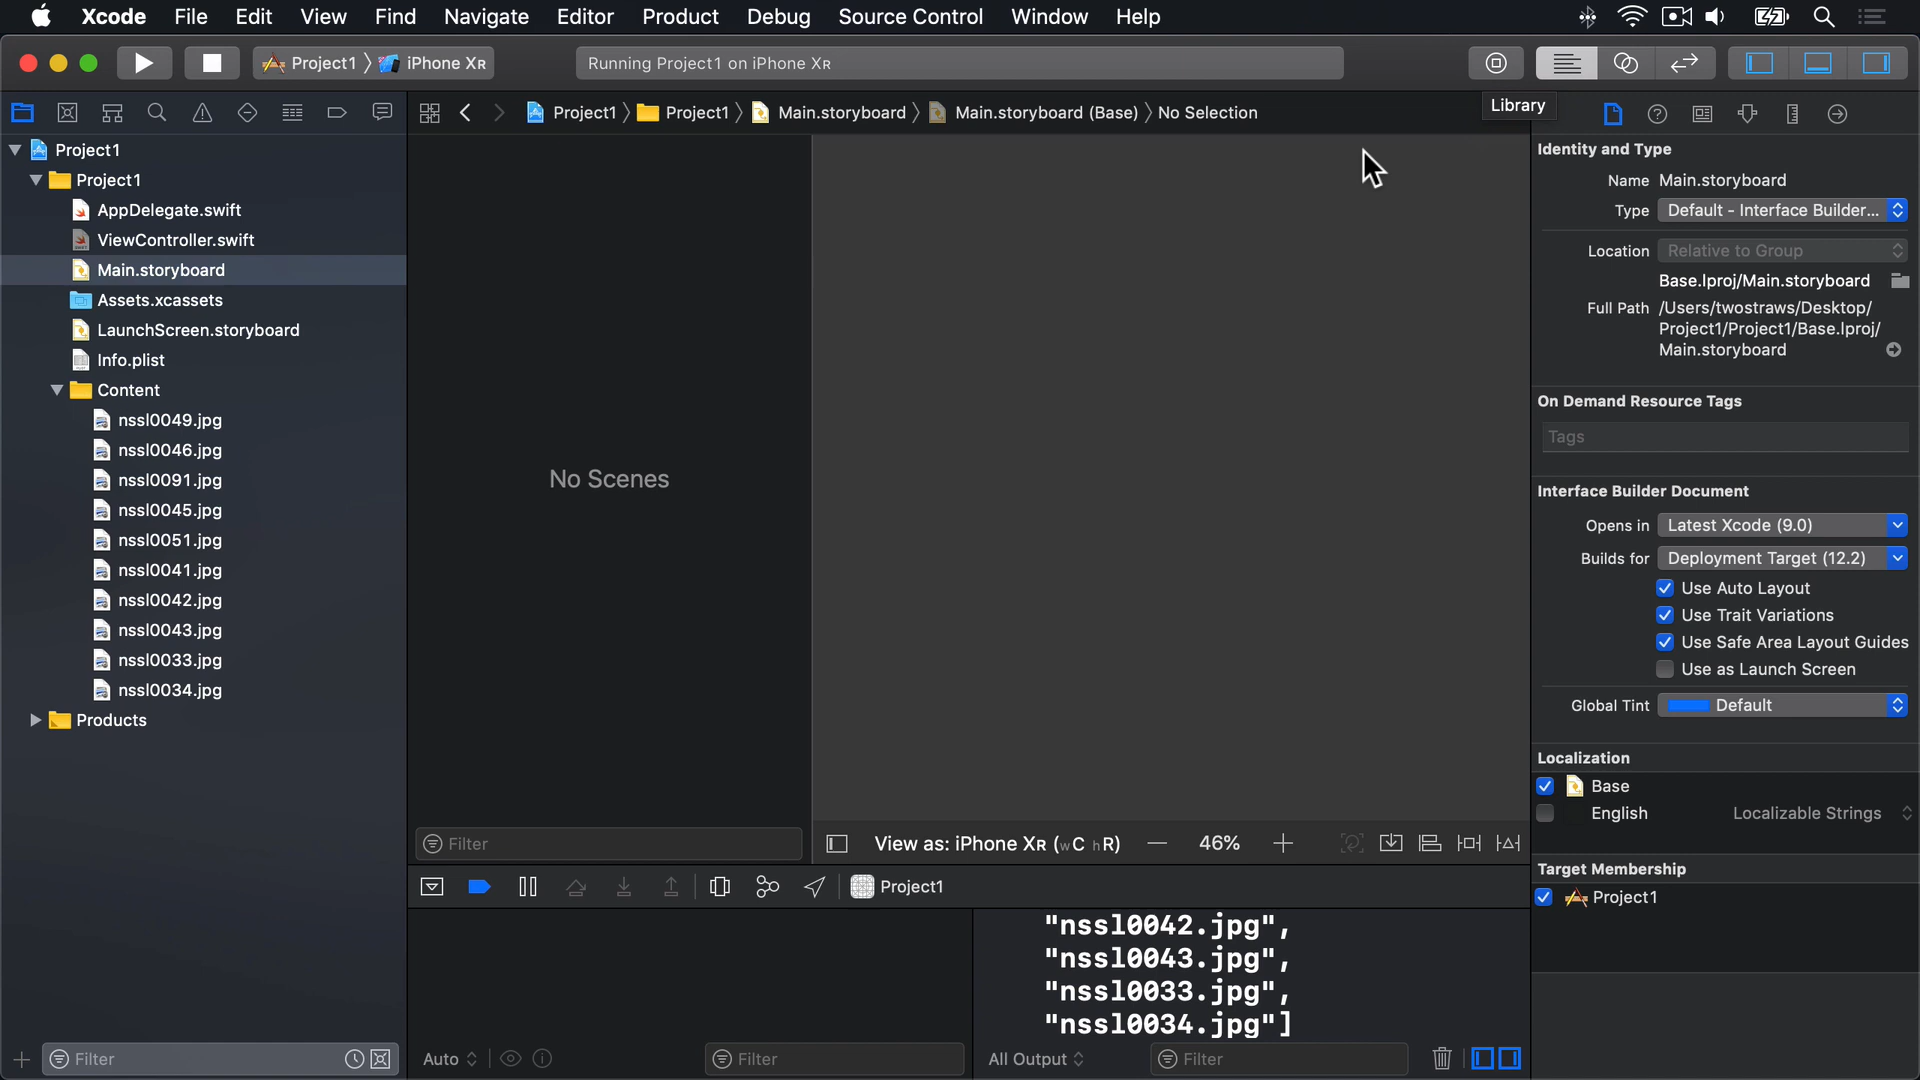 Xcode File Edit View Find Navigate Editor Product Debug Source Control Window Help
Project1 iPhone XR
Running Project1 on iPhone XR
Library
Project1 Project1 Main.storyboard Main.storyboard (Base) No Selection
Project1
Project1
AppDelegate.swift
ViewController.swift
Main.storyboard
Assets.xcassets
LaunchScreen.storyboard
Info.plist
Content
nssl0049.jpg
nssl0046.jpg
nssl0091.jpg
nssl0045.jpg
nssl0051.jpg
nssl0041.jpg
nssl0042.jpg
nssl0043.jpg
nssl0033.jpg
nssl0034.jpg
Products
Filter
No Scenes
Filter
View as: iPhone XR (wC hR)
46%
Project1
"nssl0042.jpg",
"nssl0043.jpg",
"nssl0033.jpg",
"nssl0034.jpg"]
Auto
Filter
All Output
Filter
Identity and Type
Name Main.storyboard
Type Default - Interface Builder...
Location Relative to Group
Base.lproj/Main.storyboard
Full Path /Users/twostraws/Desktop/
Project1/Project1/Base.lproj/
Main.storyboard
On Demand Resource Tags
Tags
Interface Builder Document
Opens in Latest Xcode (9.0)
Builds for Deployment Target (12.2)
Use Auto Layout
Use Trait Variations
Use Safe Area Layout Guides
Use as Launch Screen
Global Tint Default
Localization
Base
English Localizable Strings
Target Membership
Project1